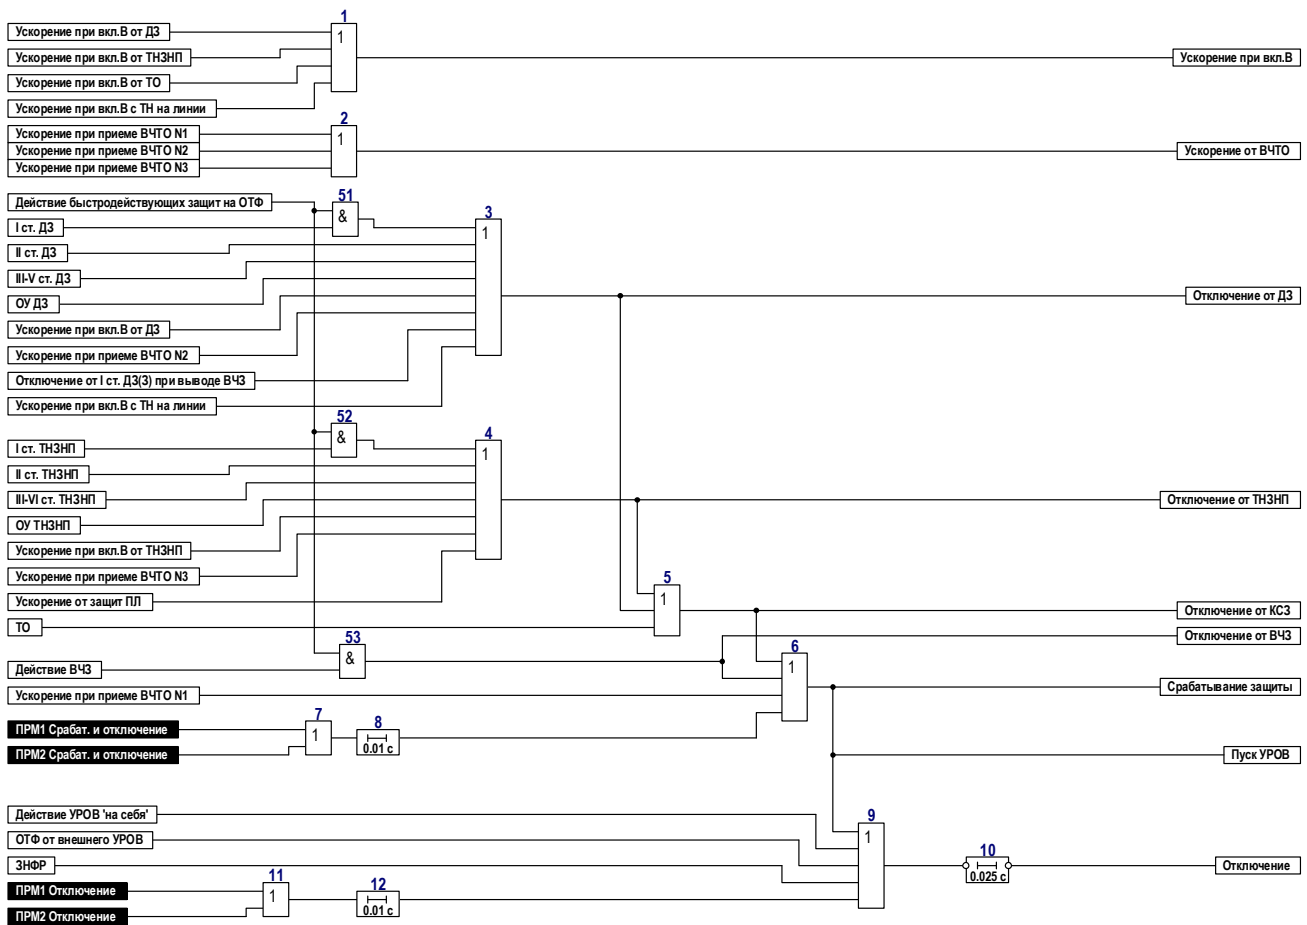 1
Ускорение при вкл.В от ДЗ
1
Ускорение при вкл.В от ТНЗНП
Ускорение при вкл.В
Ускорение при вкл.В от ТО
Ускорение при вкл.В с ТН на линии
2
Ускорение при приеме ВЧТО N1
1
Ускорение при приеме ВЧТО N2
Ускорение от ВЧТО
Ускорение при приеме ВЧТО N3
51
Действие быстродействующих защит на ОТФ
&
3
I ст. ДЗ
1
II ст. ДЗ
III-V ст. ДЗ
Отключение от ДЗ
ОУ ДЗ
Ускорение при вкл.В от ДЗ
Ускорение при приеме ВЧТО N2
Отключение от I ст. ДЗ(3) при выводе ВЧЗ
Ускорение при вкл.В с ТН на линии
52
&
4
I ст. ТНЗНП
1
II ст. ТНЗНП
III-VI ст. ТНЗНП
Отключение от ТНЗНП
ОУ ТНЗНП
Ускорение при вкл.В от ТНЗНП
Ускорение при приеме ВЧТО N3
5
1
Ускорение от защит ПЛ
Отключение от КСЗ
ТО
53
Отключение от ВЧЗ
6
&
1
Действие ВЧЗ
Срабатывание защиты
Ускорение при приеме ВЧТО N1
7
8
ПРМ1 Срабат. и отключение
1
0.01 с
ПРМ2 Срабат. и отключение
Пуск УРОВ
Действие УРОВ 'на себя'
9
1
ОТФ от внешнего УРОВ
10
ЗНФР
0.025 с
Отключение
11
12
ПРМ1 Отключение
1
0.01 с
ПРМ2 Отключение